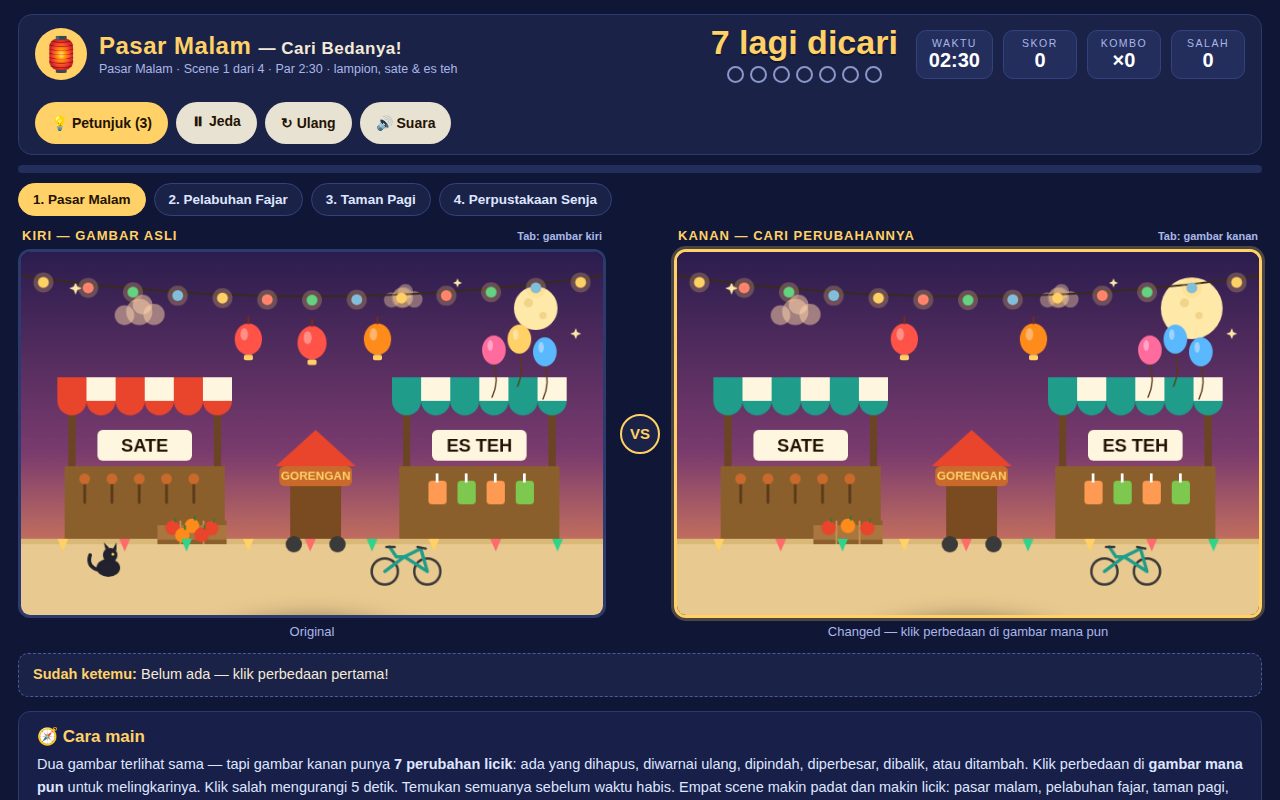 Pasar Malam — Cari Bedanya!
Pasar Malam · Scene 1 dari 4 · Par 2:30 · lampion, sate & es teh
7 lagi dicari
WAKTU
02:30
SKOR
0
KOMBO
×0
SALAH
0
💡 Petunjuk (3)
⏸ Jeda
↻ Ulang
🔊 Suara
1. Pasar Malam
2. Pelabuhan Fajar
3. Taman Pagi
4. Perpustakaan Senja
KIRI — GAMBAR ASLI
Tab: gambar kiri
KANAN — CARI PERUBAHANNYA
Tab: gambar kanan
SATE
GORENGAN
ES TEH
VS
SATE
GORENGAN
ES TEH
Original
Changed — klik perbedaan di gambar mana pun
Sudah ketemu: Belum ada — klik perbedaan pertama!
🧭 Cara main
Dua gambar terlihat sama — tapi gambar kanan punya 7 perubahan licik: ada yang dihapus, diwarnai ulang, dipindah, diperbesar, dibalik, atau ditambah. Klik perbedaan di gambar mana
pun untuk melingkarinya. Klik salah mengurangi 5 detik. Temukan semuanya sebelum waktu habis. Empat scene makin padat dan makin licik: pasar malam, pelabuhan fajar, taman pagi,